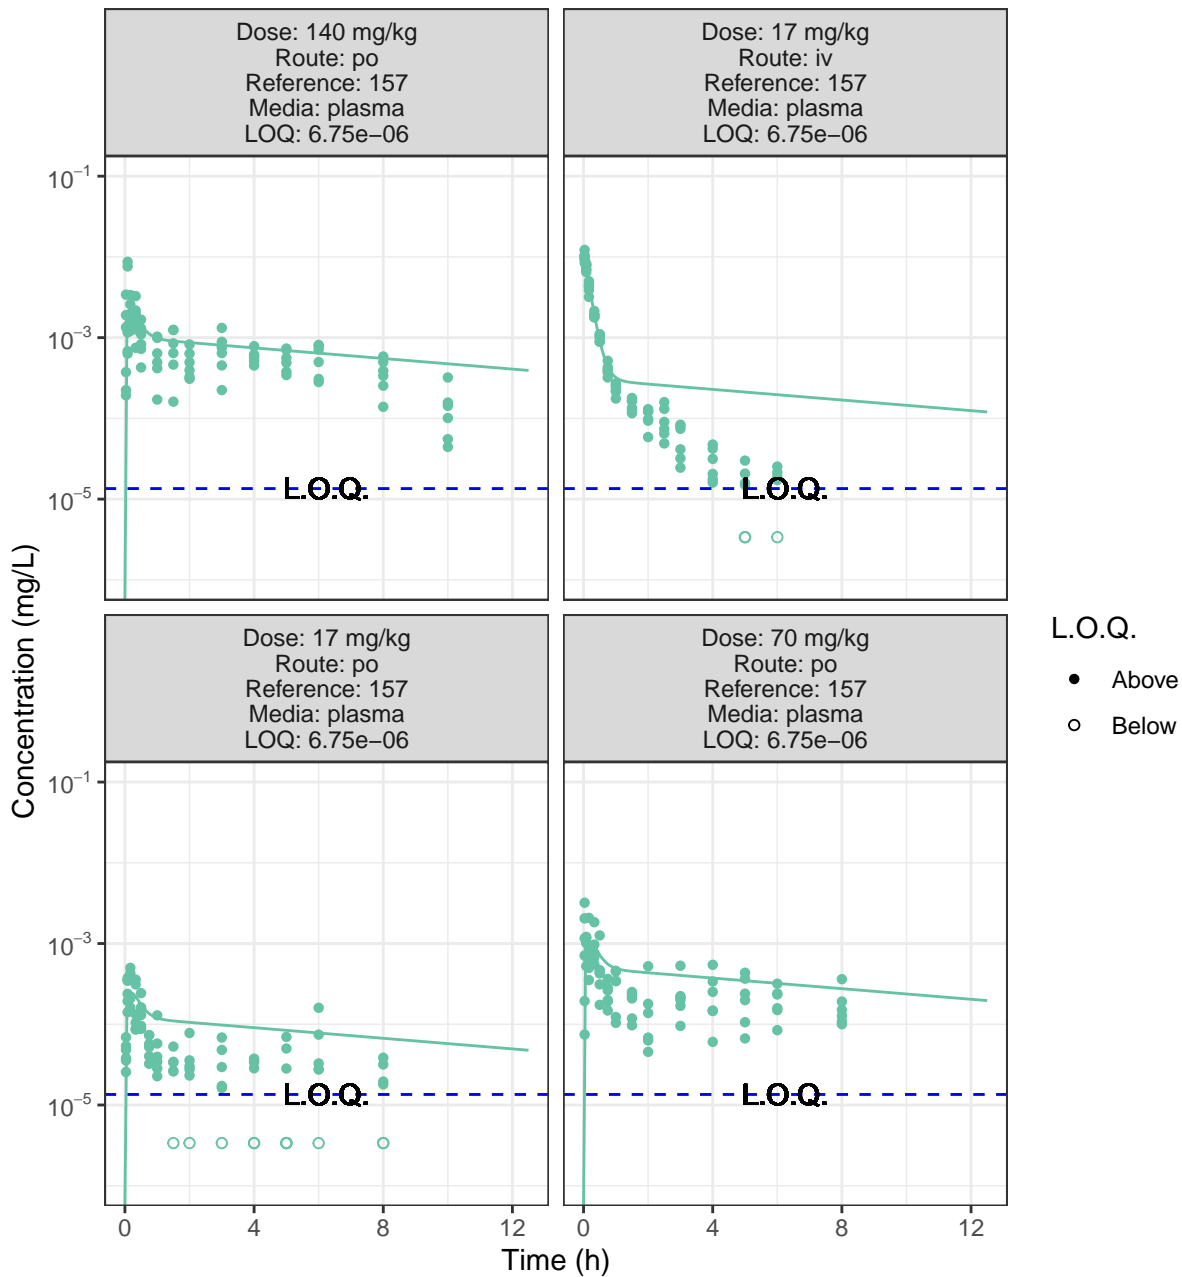 Dose: 140 mg/kg
Route: po
Reference: 157
Media: plasma
LOQ: 6.75e−06
Dose: 17 mg/kg
Route: iv
Reference: 157
Media: plasma
LOQ: 6.75e−06
10⁻¹
10⁻³
10⁻⁵
L.O.Q.
L.O.Q.
Dose: 17 mg/kg
Route: po
Reference: 157
Media: plasma
LOQ: 6.75e−06
Dose: 70 mg/kg
Route: po
Reference: 157
Media: plasma
LOQ: 6.75e−06
10⁻¹
10⁻³
10⁻⁵
L.O.Q.
L.O.Q.
0 4 8 12
0 4 8 12
Time (h)
Concentration (mg/L)
L.O.Q.
Above
Below